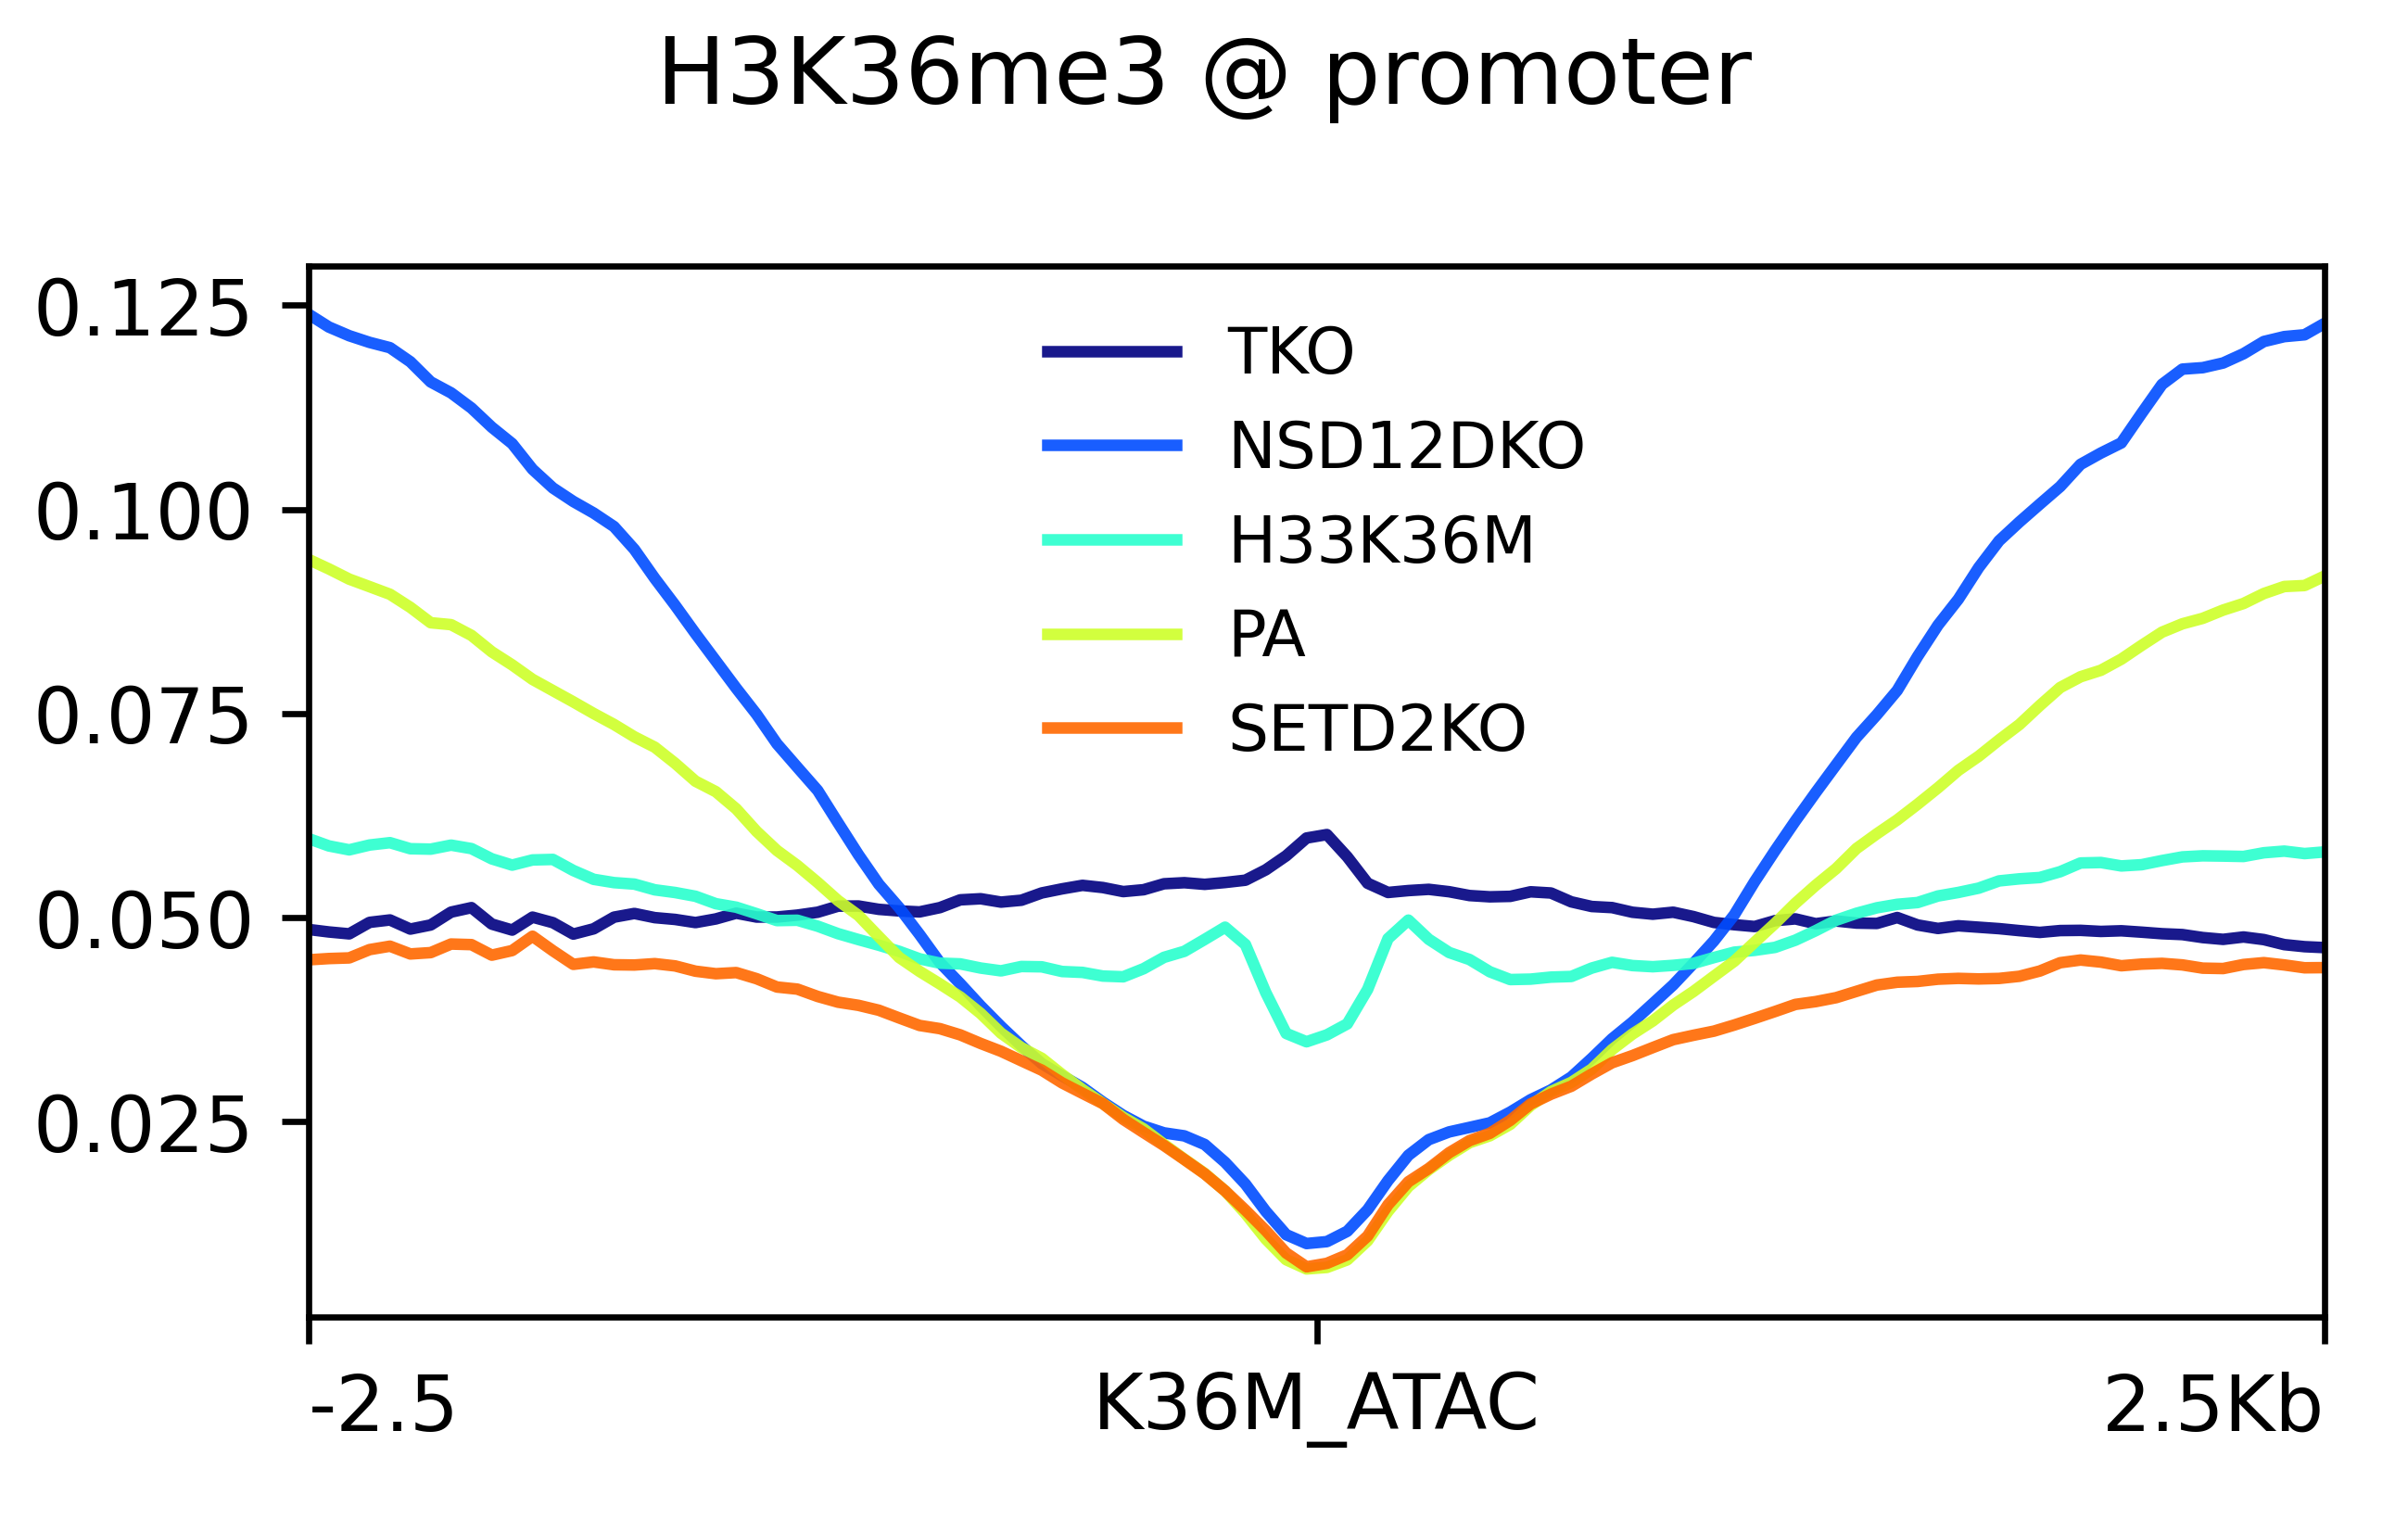 H3K36me3 @ promoter
0.125
0.100
0.075
0.050
0.025
TKO
NSD12DKO
H33K36M
PA
SETD2KO
-2.5
K36M_ATAC
2.5Kb